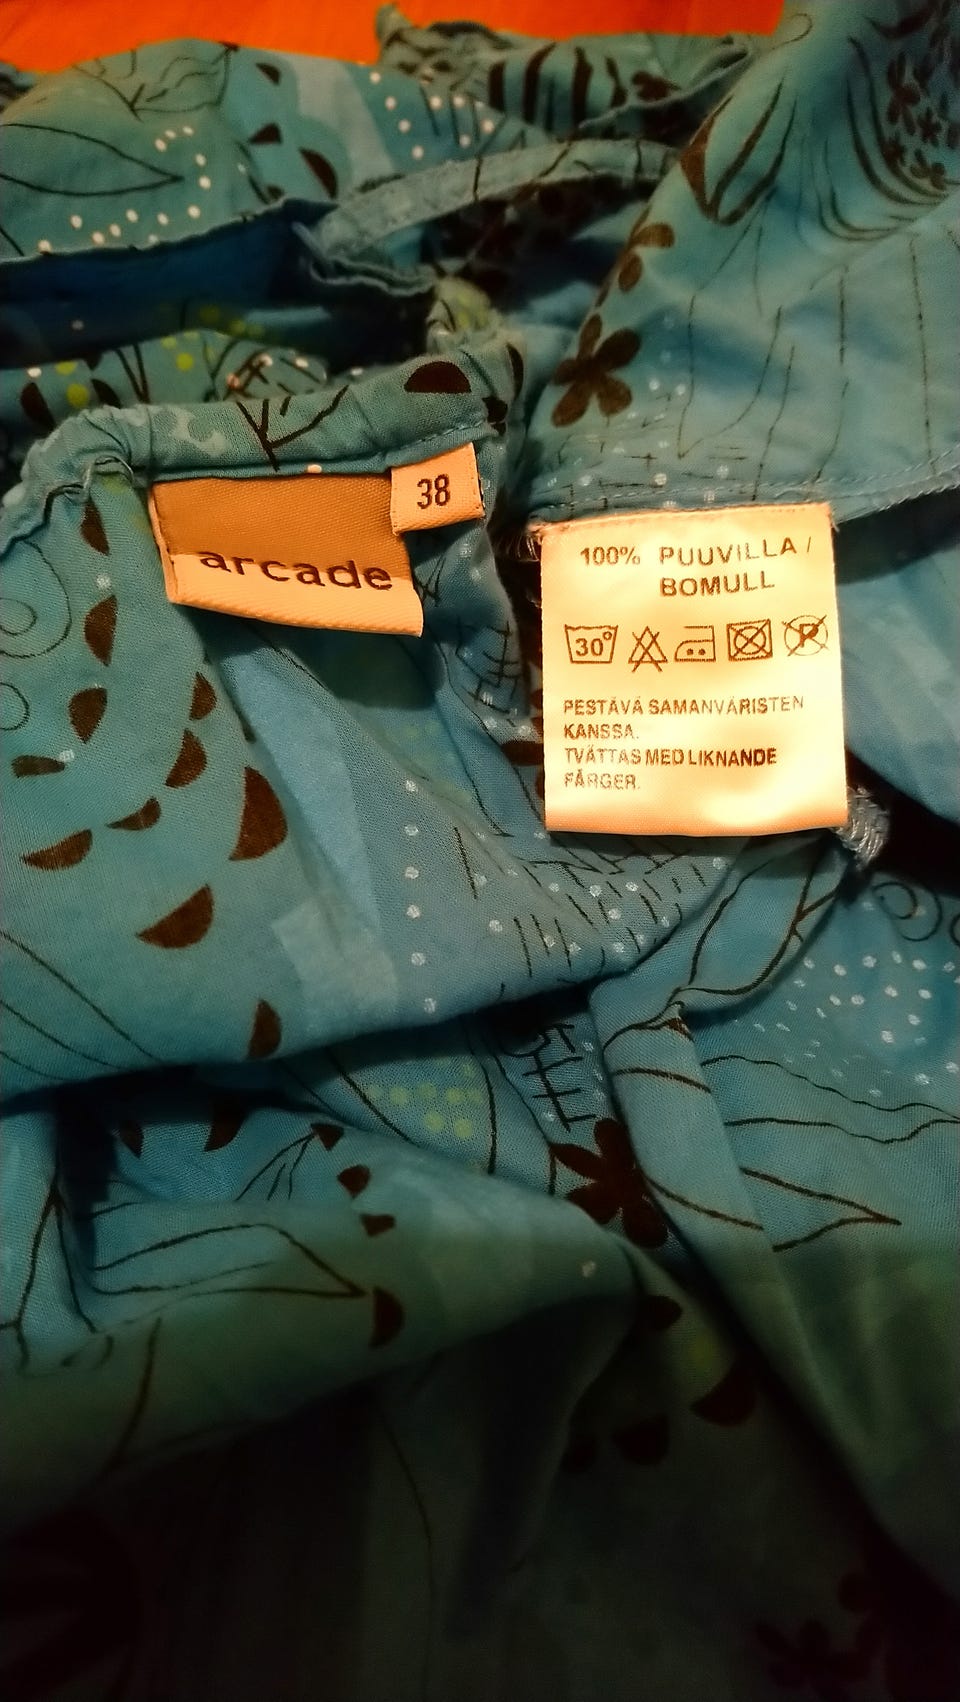 38
arcade
100% PUUVILLA /
BOMULL
30°
P
PESTÄVÄ SAMANVÄRISTEN
KANSSA.
TVÄTTAS MED LIKNANDE
FÄRGER.